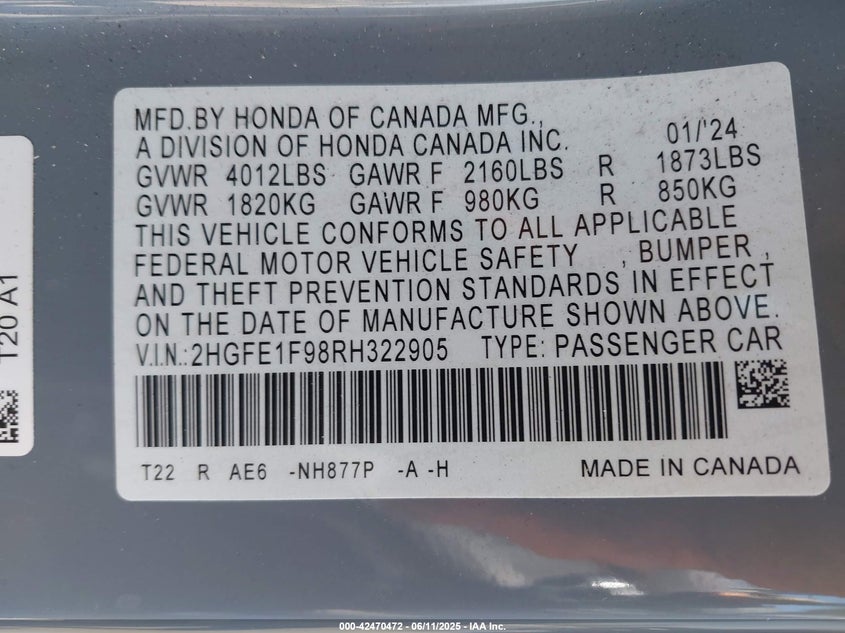 MFD.BY HONDA OF CANADA MFG.,
A DIVISION OF HONDA CANADA INC. 01/'24
GVWR 4012LBS GAWR F 2160LBS R 1873LBS
GVWR 1820KG GAWR F 980KG R 850KG
THIS VEHICLE CONFORMS TO ALL APPLICABLE
FEDERAL MOTOR VEHICLE SAFETY , BUMPER ,
AND THEFT PREVENTION STANDARDS IN EFFECT
ON THE DATE OF MANUFACTURE SHOWN ABOVE.
V.I.N.:2HGFE1F98RH322905 TYPE: PASSENGER CAR
T22 R AE6 -NH877P -A -H MADE IN CANADA
T20 A1
000-42470472 - 06/11/2025 - IAA Inc.